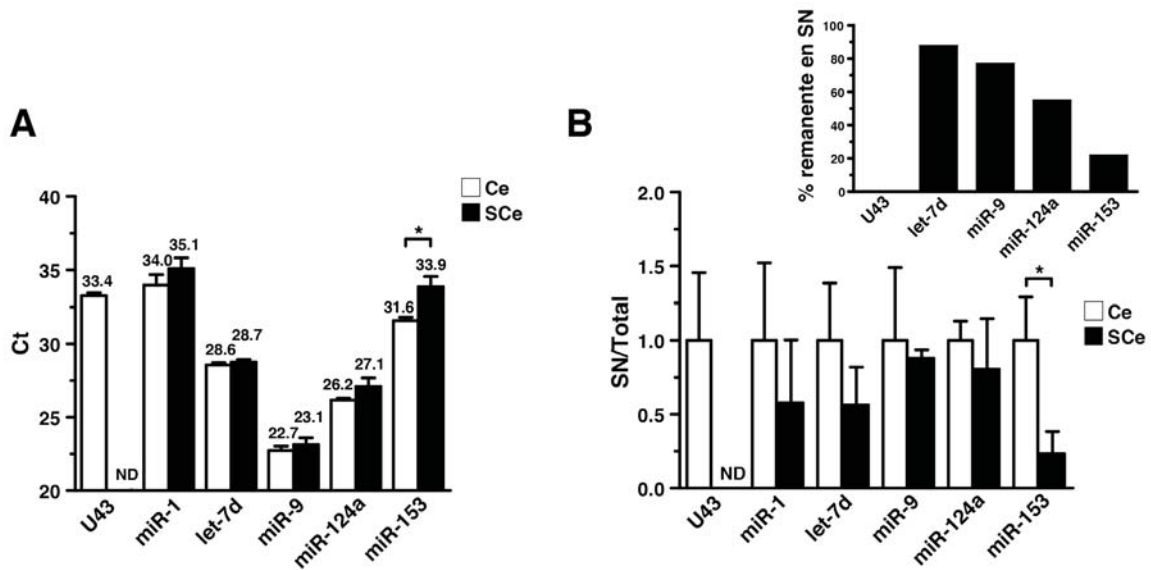 A
Ce
SCe
Ct
40
35
30
25
20
33.4
ND
34.0
35.1
28.6
28.7
22.7
23.1
26.2
27.1
31.6
33.9
*
U43
miR-1
let-7d
miR-9
miR-124a
miR-153
B
% remanente en SN
100
80
60
40
20
0
U43
let-7d
miR-9
miR-124a
miR-153
SN/Total
2.0
1.5
1.0
0.5
0.0
ND
*
Ce
SCe
U43
miR-1
let-7d
miR-9
miR-124a
miR-153